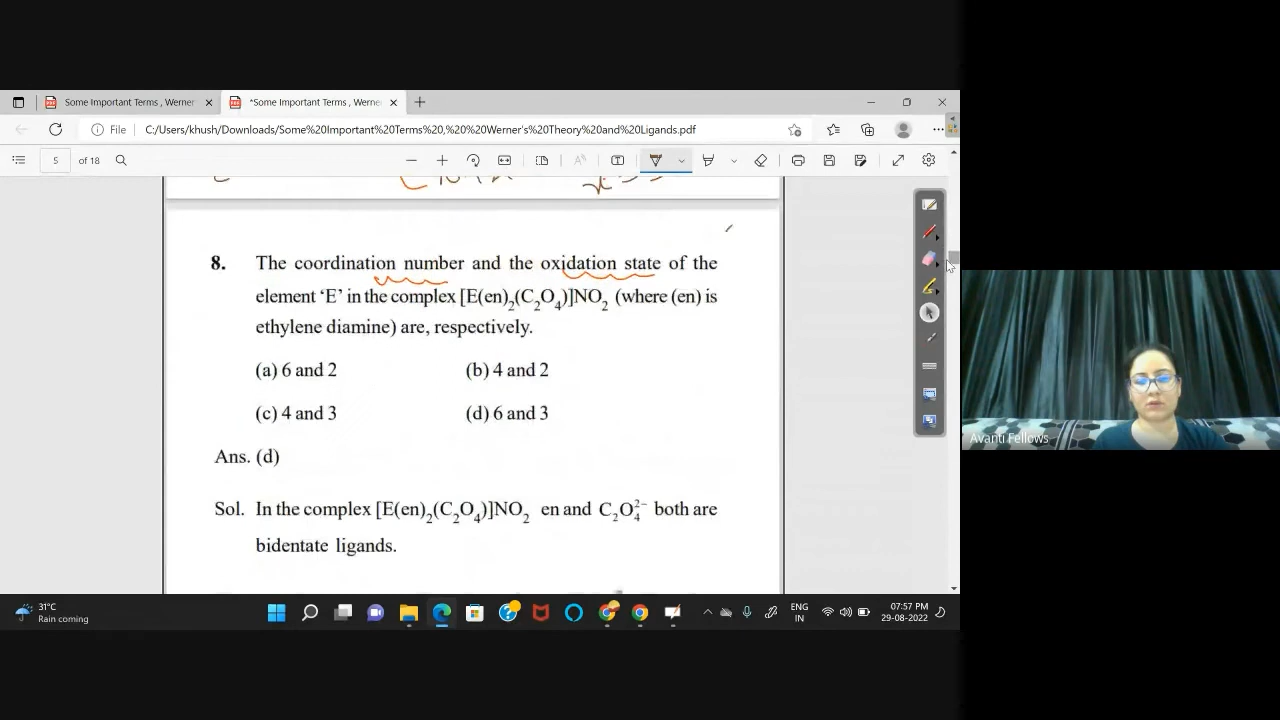 Some Important Terms , Werner
*Some Important Terms , Werner
File
C:/Users/khush/Downloads/Some%20Important%20Terms%20,%20%20Werner's%20Theory%20and%20Ligands.pdf
5 of 18
8. The coordination number and the oxidation state of the
element ‘E’ in the complex [E(en)₂(C₂O₄)]NO₂ (where (en) is
ethylene diamine) are, respectively.
(a) 6 and 2 (b) 4 and 2
(c) 4 and 3 (d) 6 and 3
Ans. (d)
Sol. In the complex [E(en)₂(C₂O₄)]NO₂ en and C₂O₄²⁻ both are
bidentate ligands.
Avanti Fellows
31°C
Rain coming
ENG
IN
07:57 PM
29-08-2022